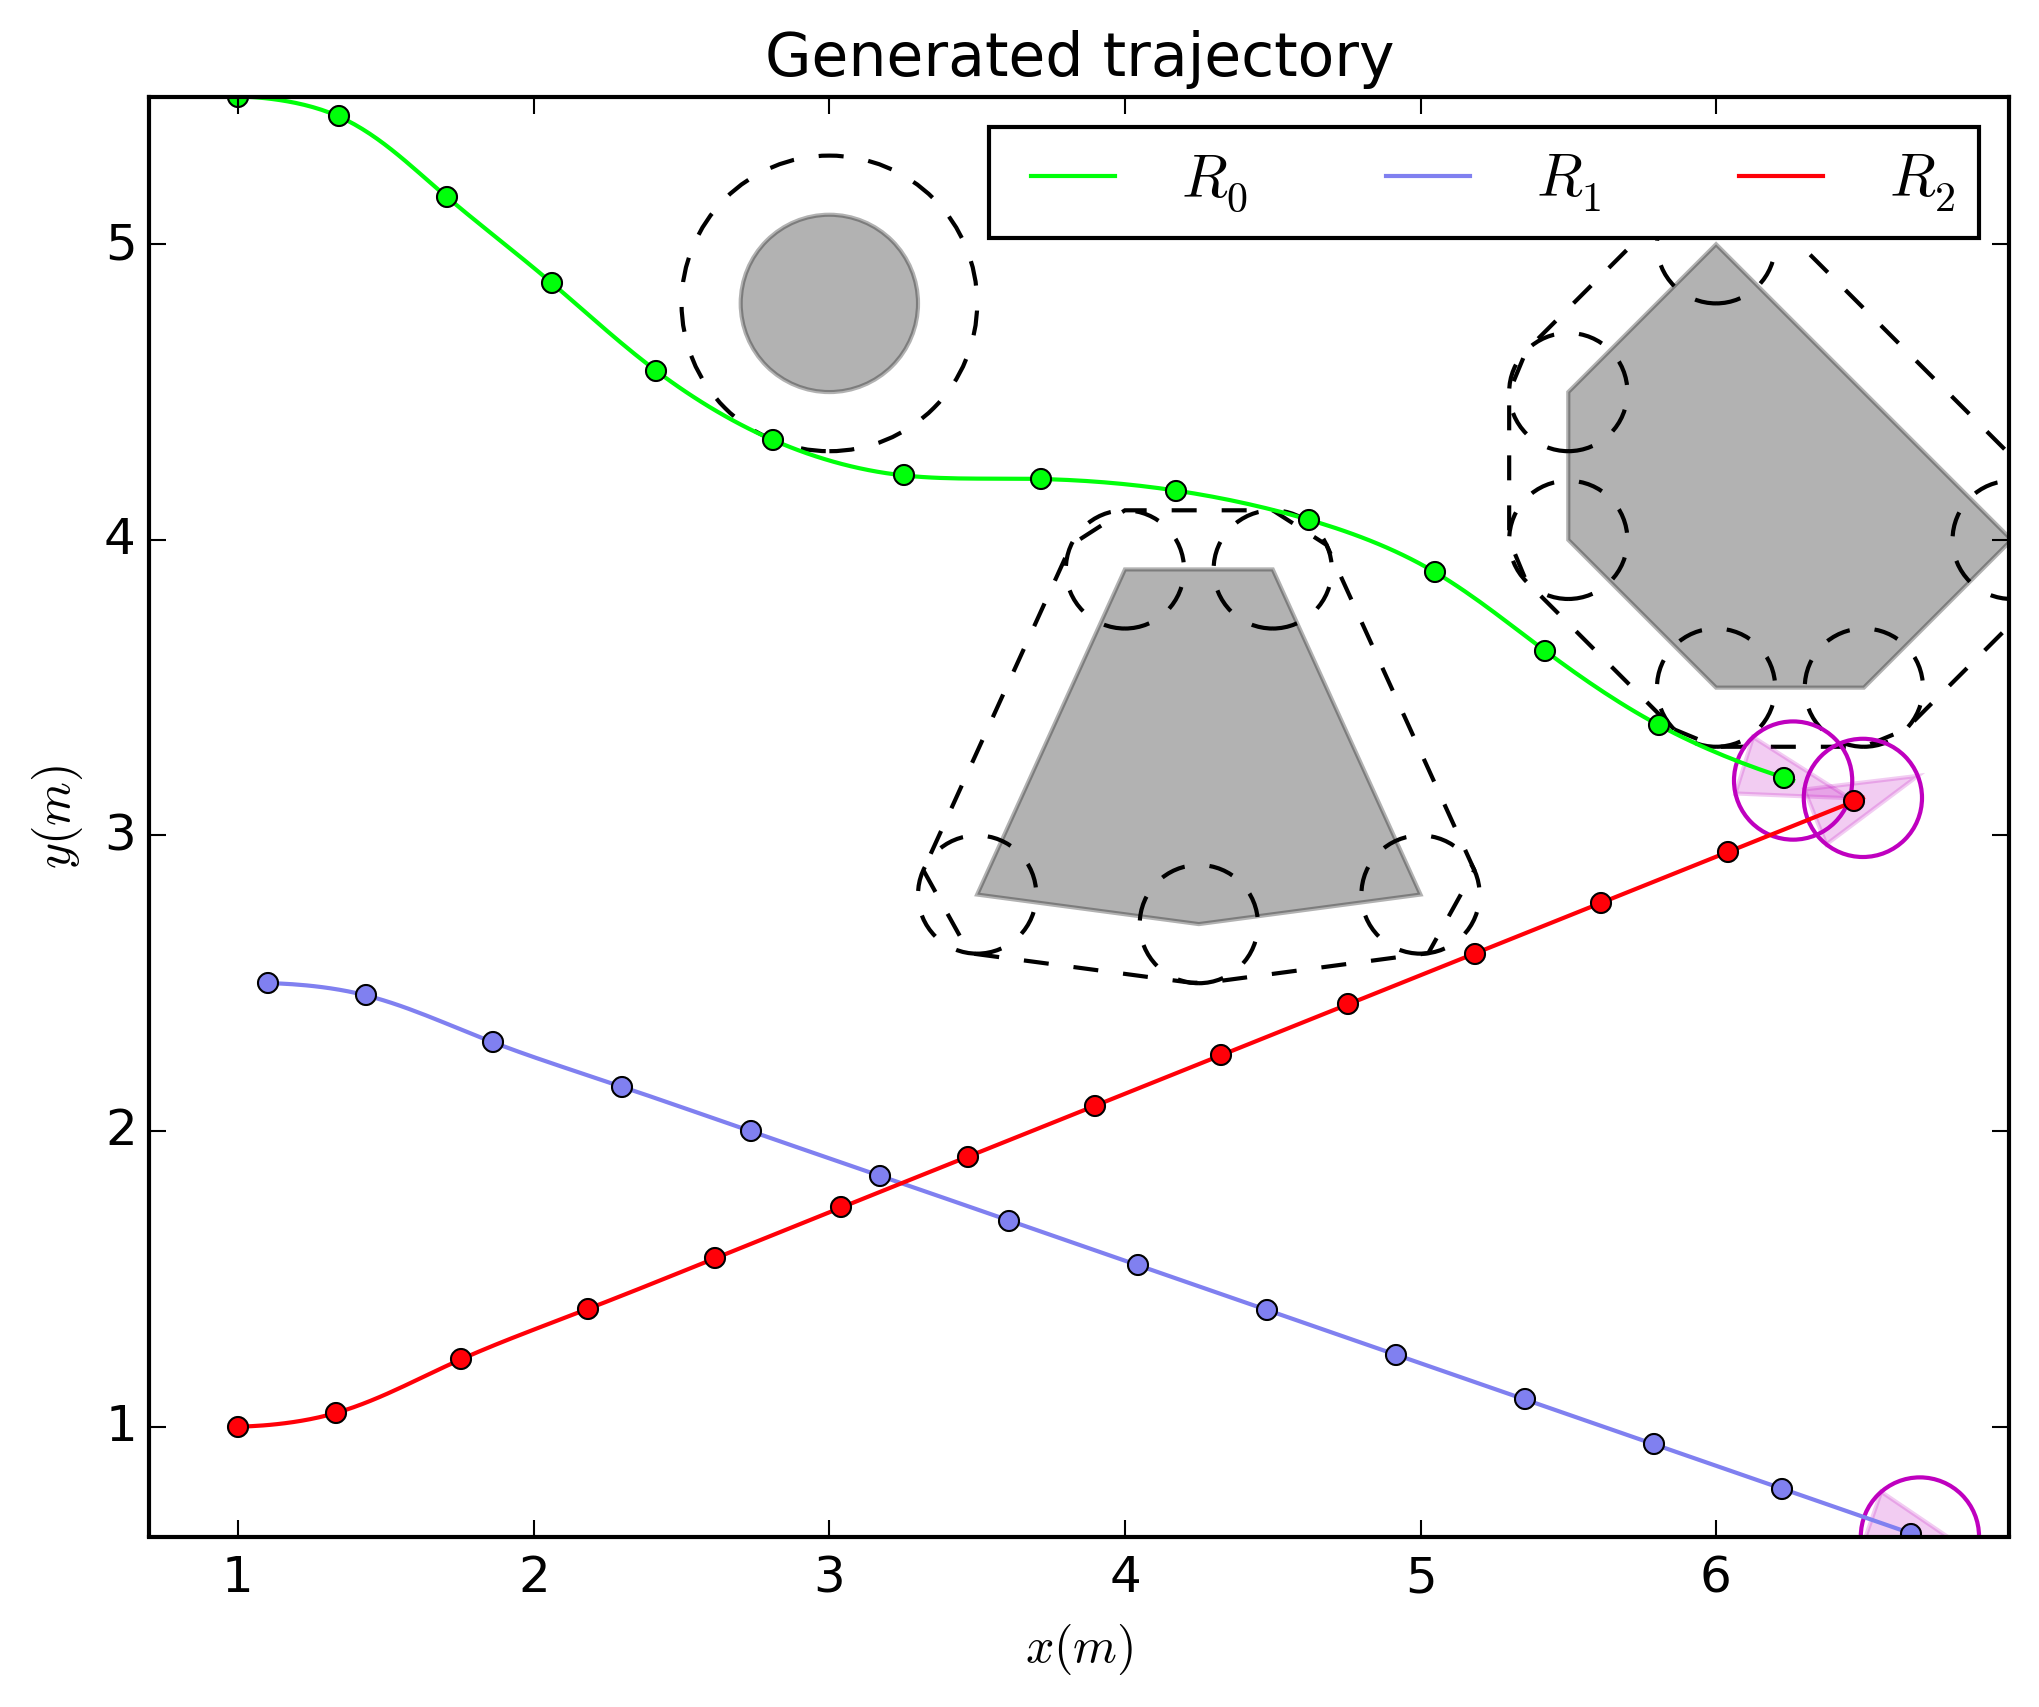 Generated trajectory
R₀ R₁ R₂
5
4
3
2
1
y(m)
1 2 3 4 5 6
x(m)